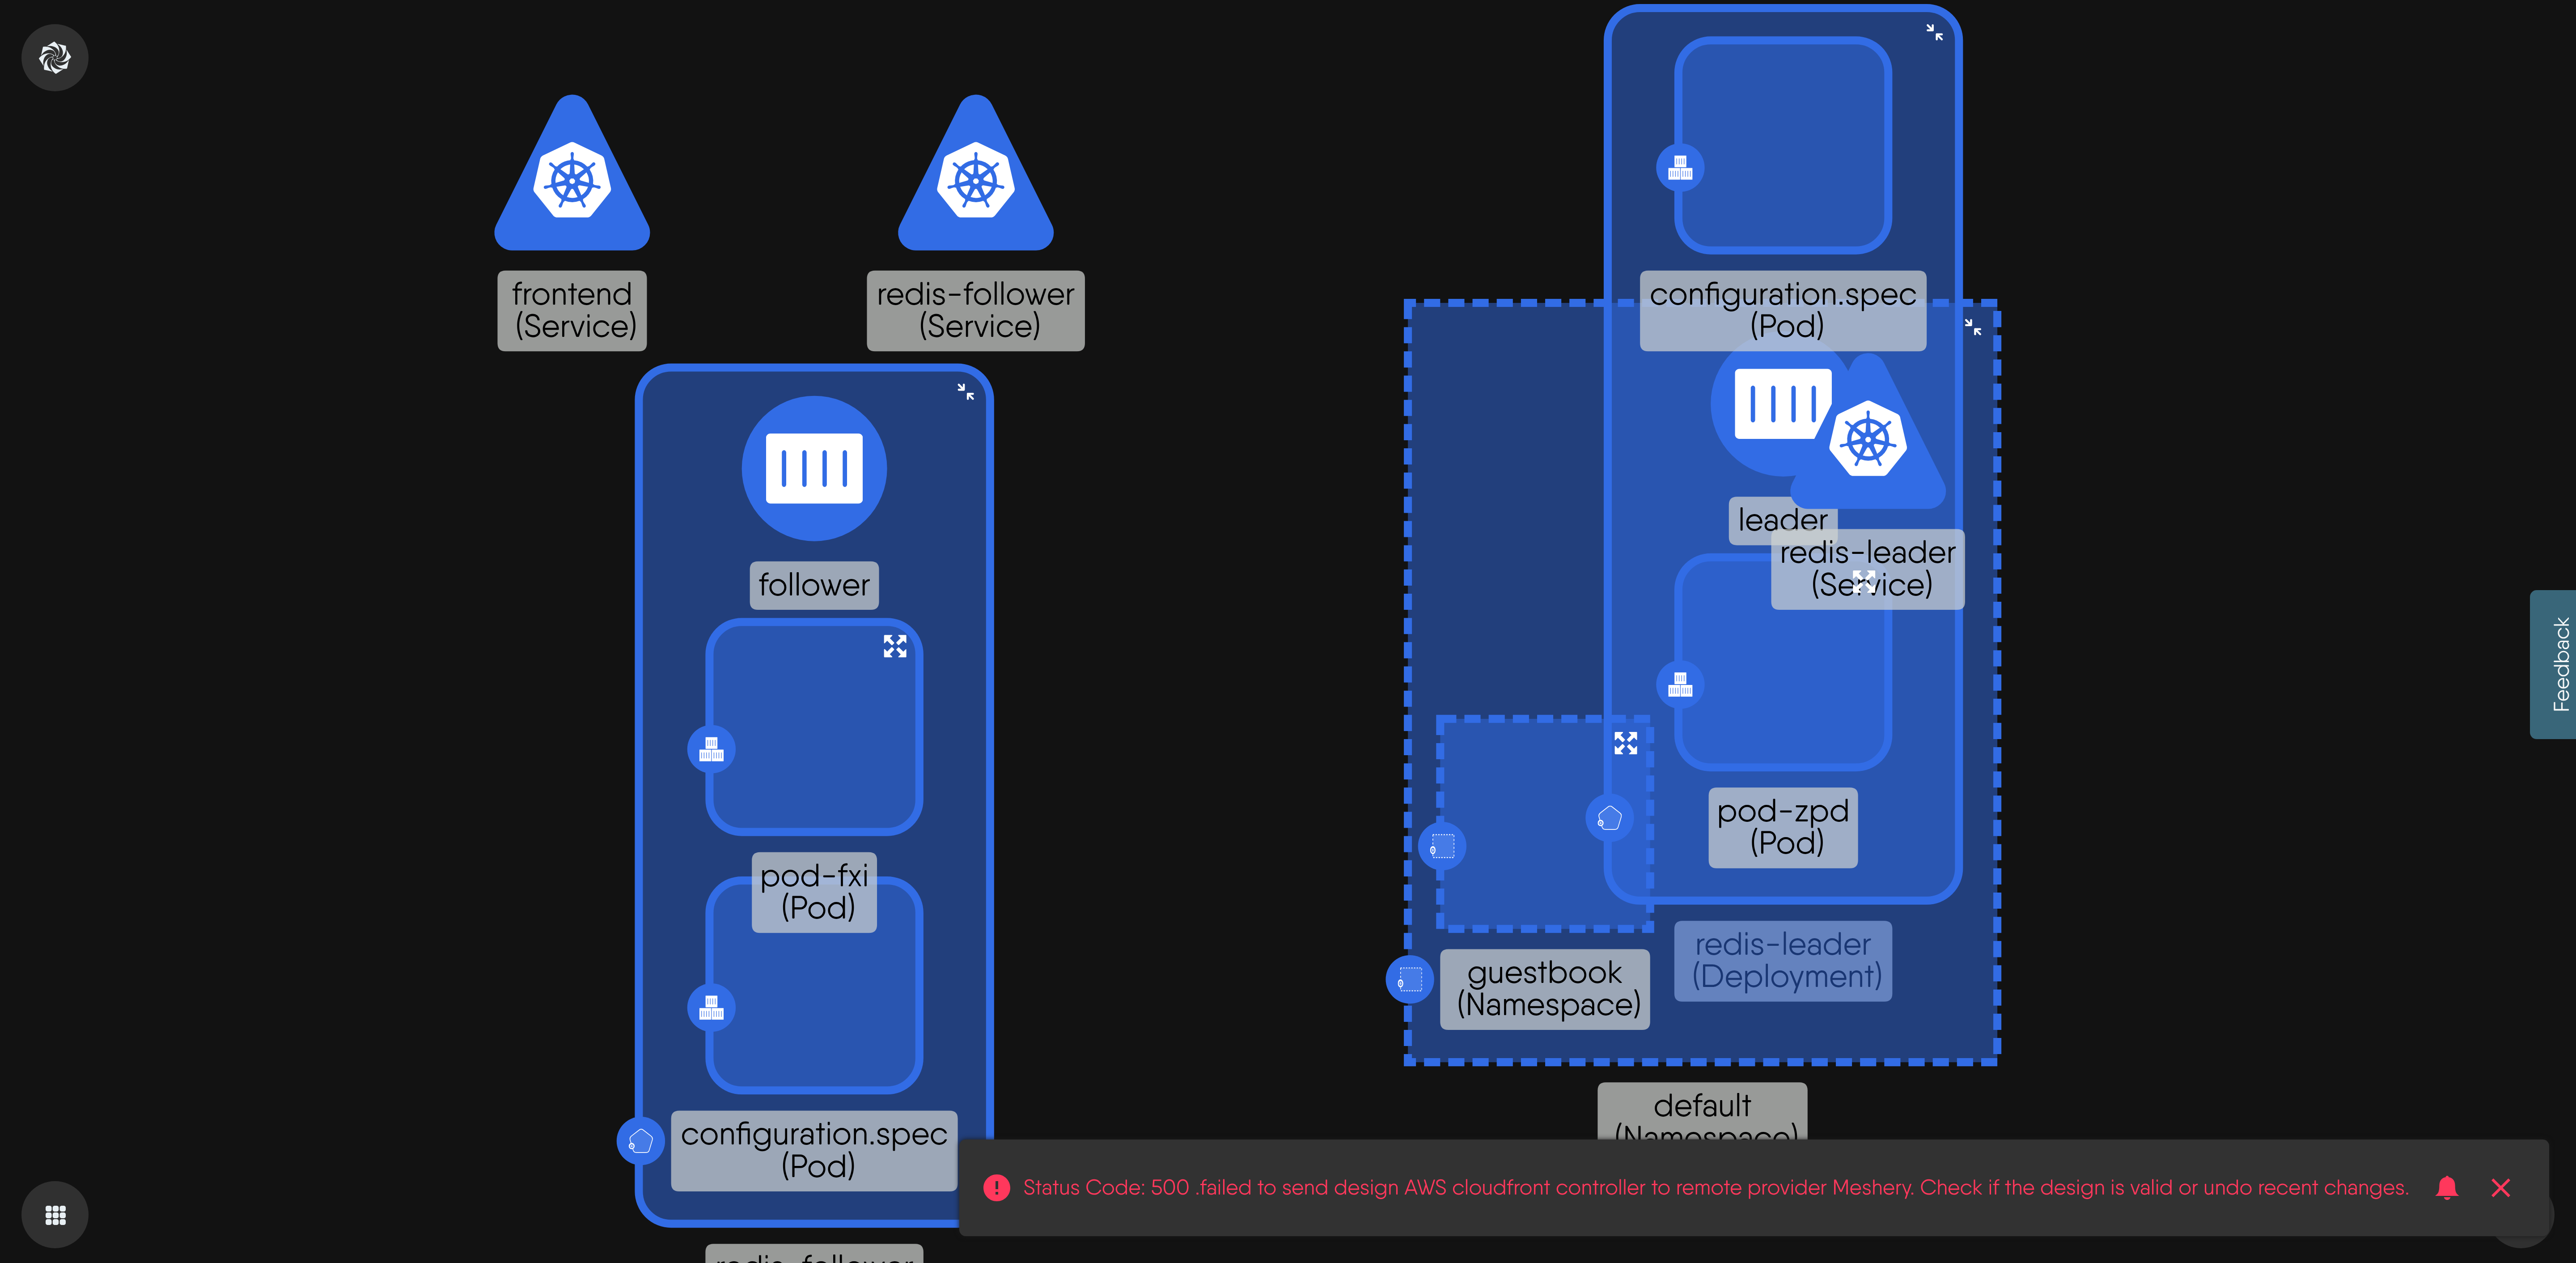 frontend
(Service)
redis-follower
(Service)
configuration.spec
(Pod)
leader
redis-leader
(Service)
follower
pod-fxi
(Pod)
pod-zpd
(Pod)
redis-leader
(Deployment)
guestbook
(Namespace)
default
(Namespace)
configuration.spec
(Pod)
redis-follower
Status Code: 500 .failed to send design AWS cloudfront controller to remote provider Meshery. Check if the design is valid or undo recent changes.
Feedback